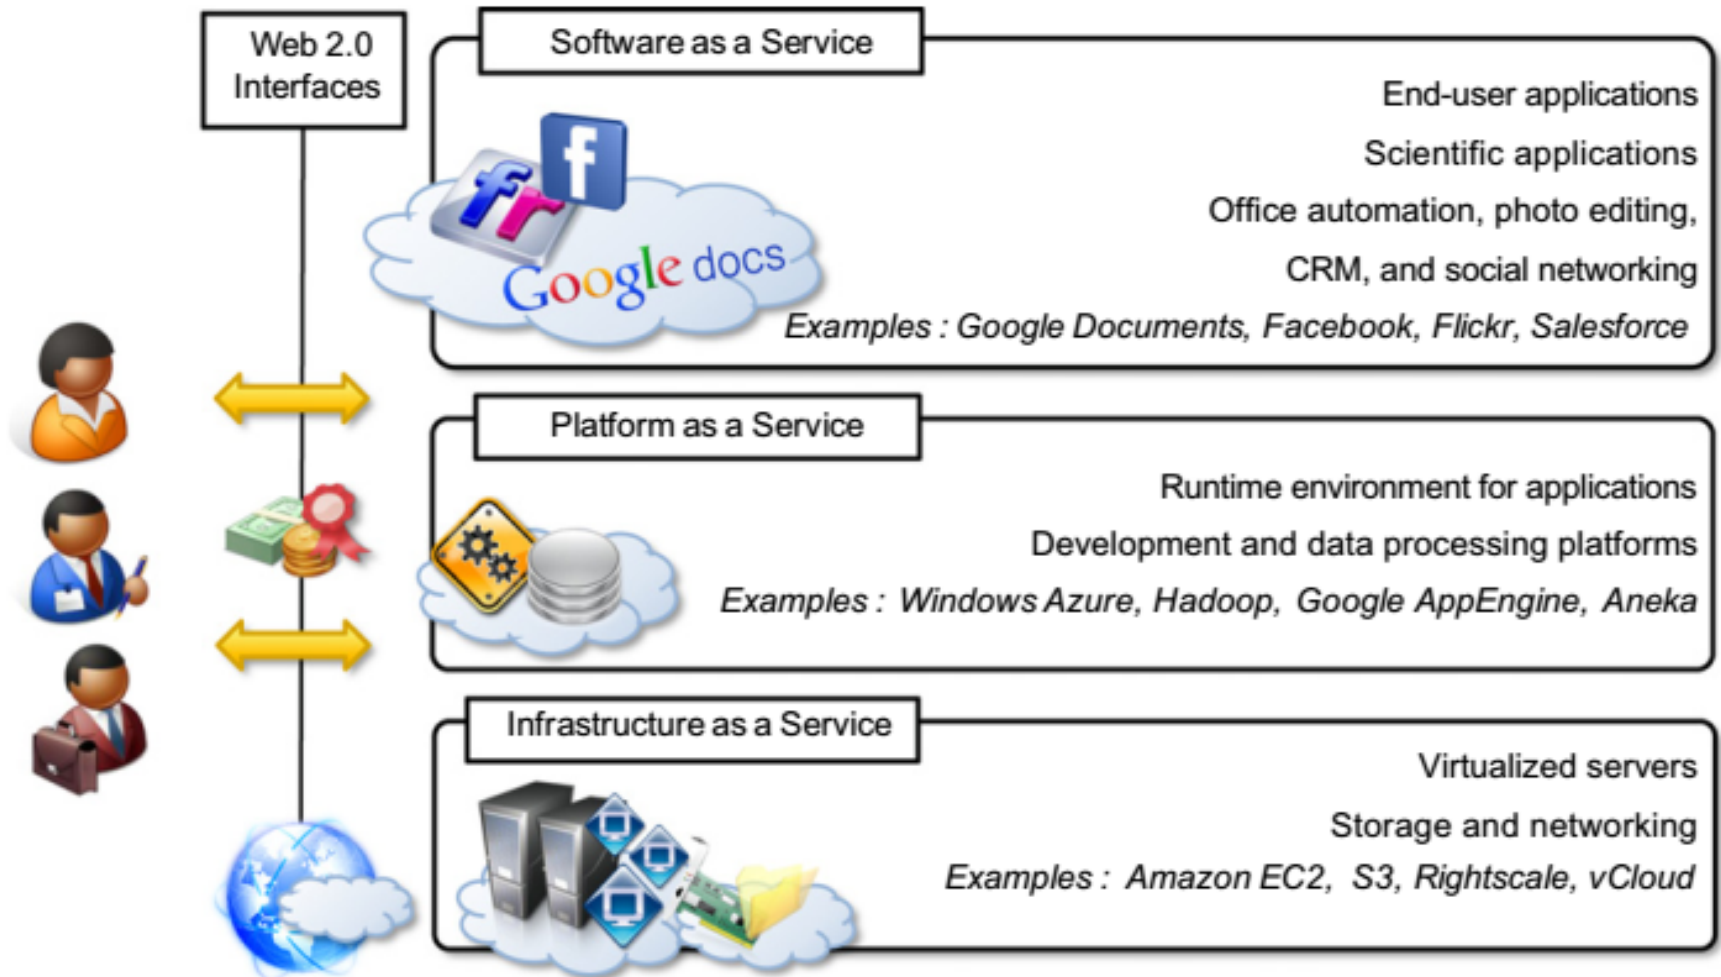 Web 2.0
Interfaces
Software as a Service
End-user applications
Scientific applications
Office automation, photo editing,
CRM, and social networking
Examples : Google Documents, Facebook, Flickr, Salesforce
f
fr
Google docs
Platform as a Service
Runtime environment for applications
Development and data processing platforms
Examples : Windows Azure, Hadoop, Google AppEngine, Aneka
Infrastructure as a Service
Virtualized servers
Storage and networking
Examples : Amazon EC2, S3, Rightscale, vCloud